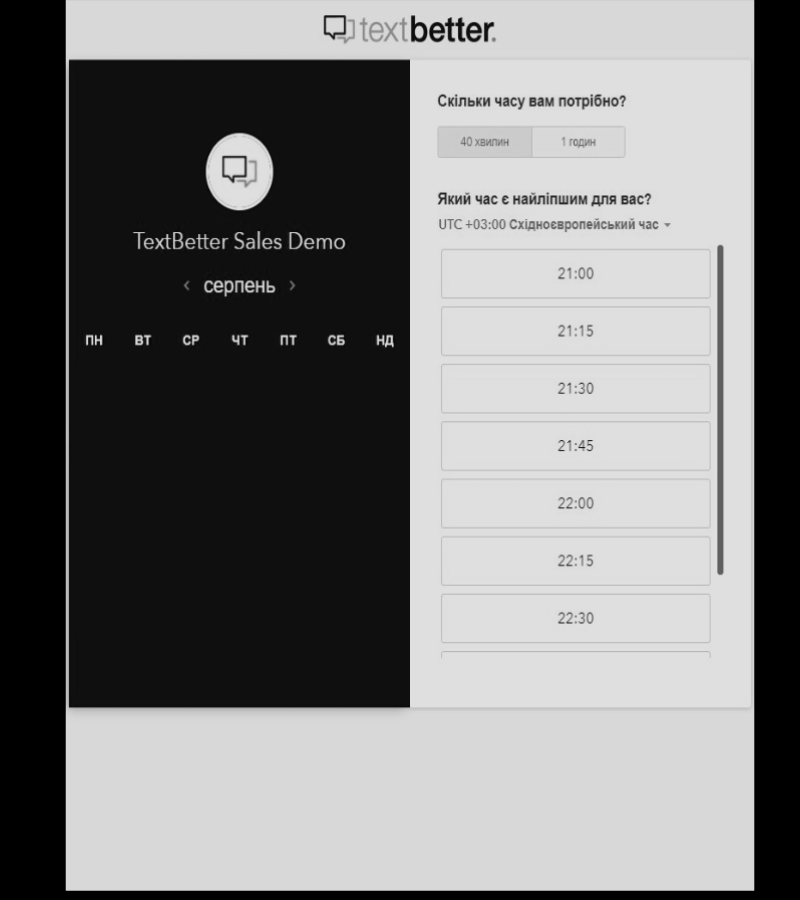 textbetter.
TextBetter Sales Demo
‹ серпень ›
ПН ВТ СР ЧТ ПТ СБ НД
Скільки часу вам потрібно?
40 хвилин 1 годин
Який час є найліпшим для вас?
UTC +03:00 Східноєвропейський час
21:00
21:15
21:30
21:45
22:00
22:15
22:30